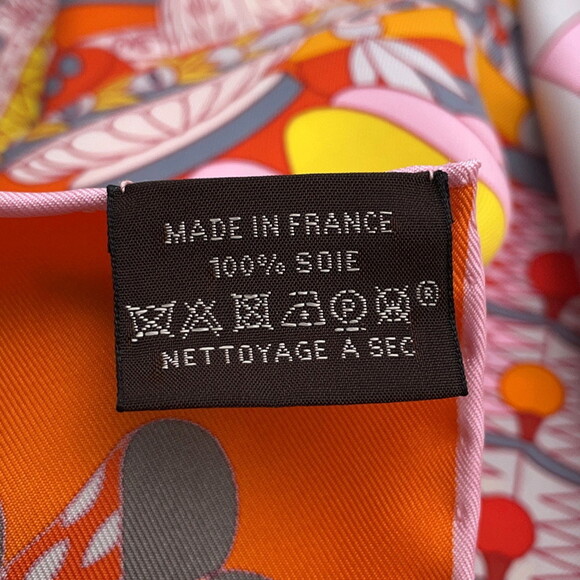 MADE IN FRANCE
100% SOIE
P ®
NETTOYAGE A SEC